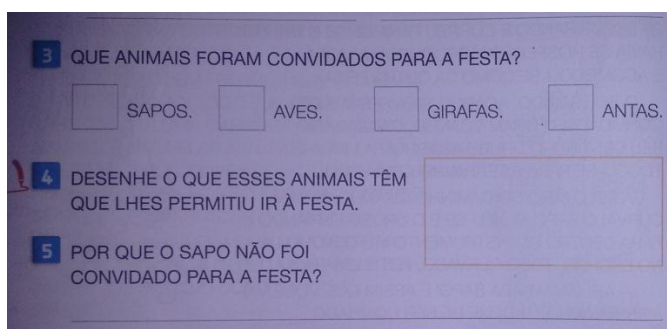 3 QUE ANIMAIS FORAM CONVIDADOS PARA A FESTA?
SAPOS. AVES. GIRAFAS. ANTAS.
4 DESENHE O QUE ESSES ANIMAIS TÊM
QUE LHES PERMITIU IR À FESTA.
5 POR QUE O SAPO NÃO FOI
CONVIDADO PARA A FESTA?